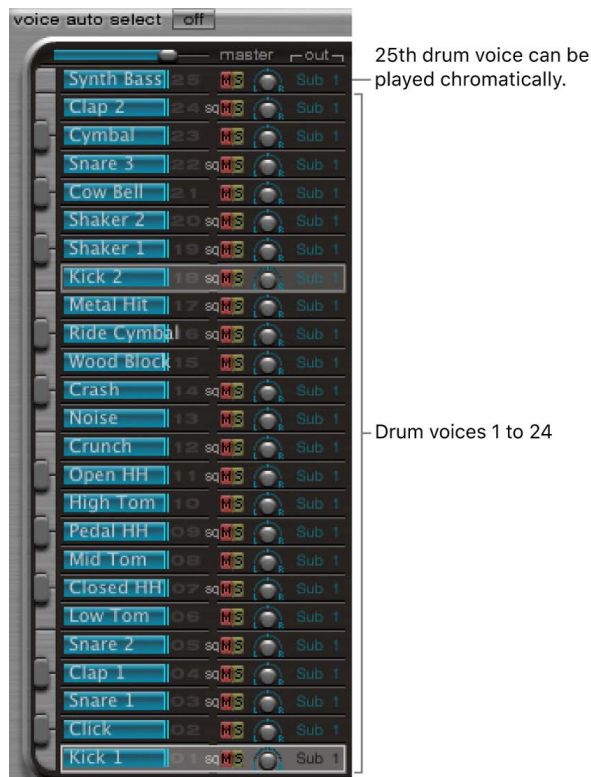 voice auto select off
master out
25th drum voice can be
played chromatically.
Synth Bass 25 M S L R Sub 1
Clap 2 24 sq M S L R Sub 1
Cymbal 23 M S L R Sub 1
Snare 3 22 sq M S L R Sub 1
Cow Bell 21 M S L R Sub 1
Shaker 2 20 sq M S L R Sub 1
Shaker 1 19 sq M S L R Sub 1
Kick 2 18 sq M S L R Sub 1
Metal Hit 17 sq M S L R Sub 1
Ride Cymbal 16 sq M S L R Sub 1
Wood Block 15 M S L R Sub 1
Crash 14 sq M S L R Sub 1
Noise 13 M S L R Sub 1
Drum voices 1 to 24
Crunch 12 sq M S L R Sub 1
Open HH 11 sq M S L R Sub 1
High Tom 10 M S L R Sub 1
Pedal HH 09 sq M S L R Sub 1
Mid Tom 08 M S L R Sub 1
Closed HH 07 sq M S L R Sub 1
Low Tom 06 M S L R Sub 1
Snare 2 05 sq M S L R Sub 1
Clap 1 04 sq M S L R Sub 1
Snare 1 03 sq M S L R Sub 1
Click 02 M S L R Sub 1
Kick 1 01 sq M S L R Sub 1